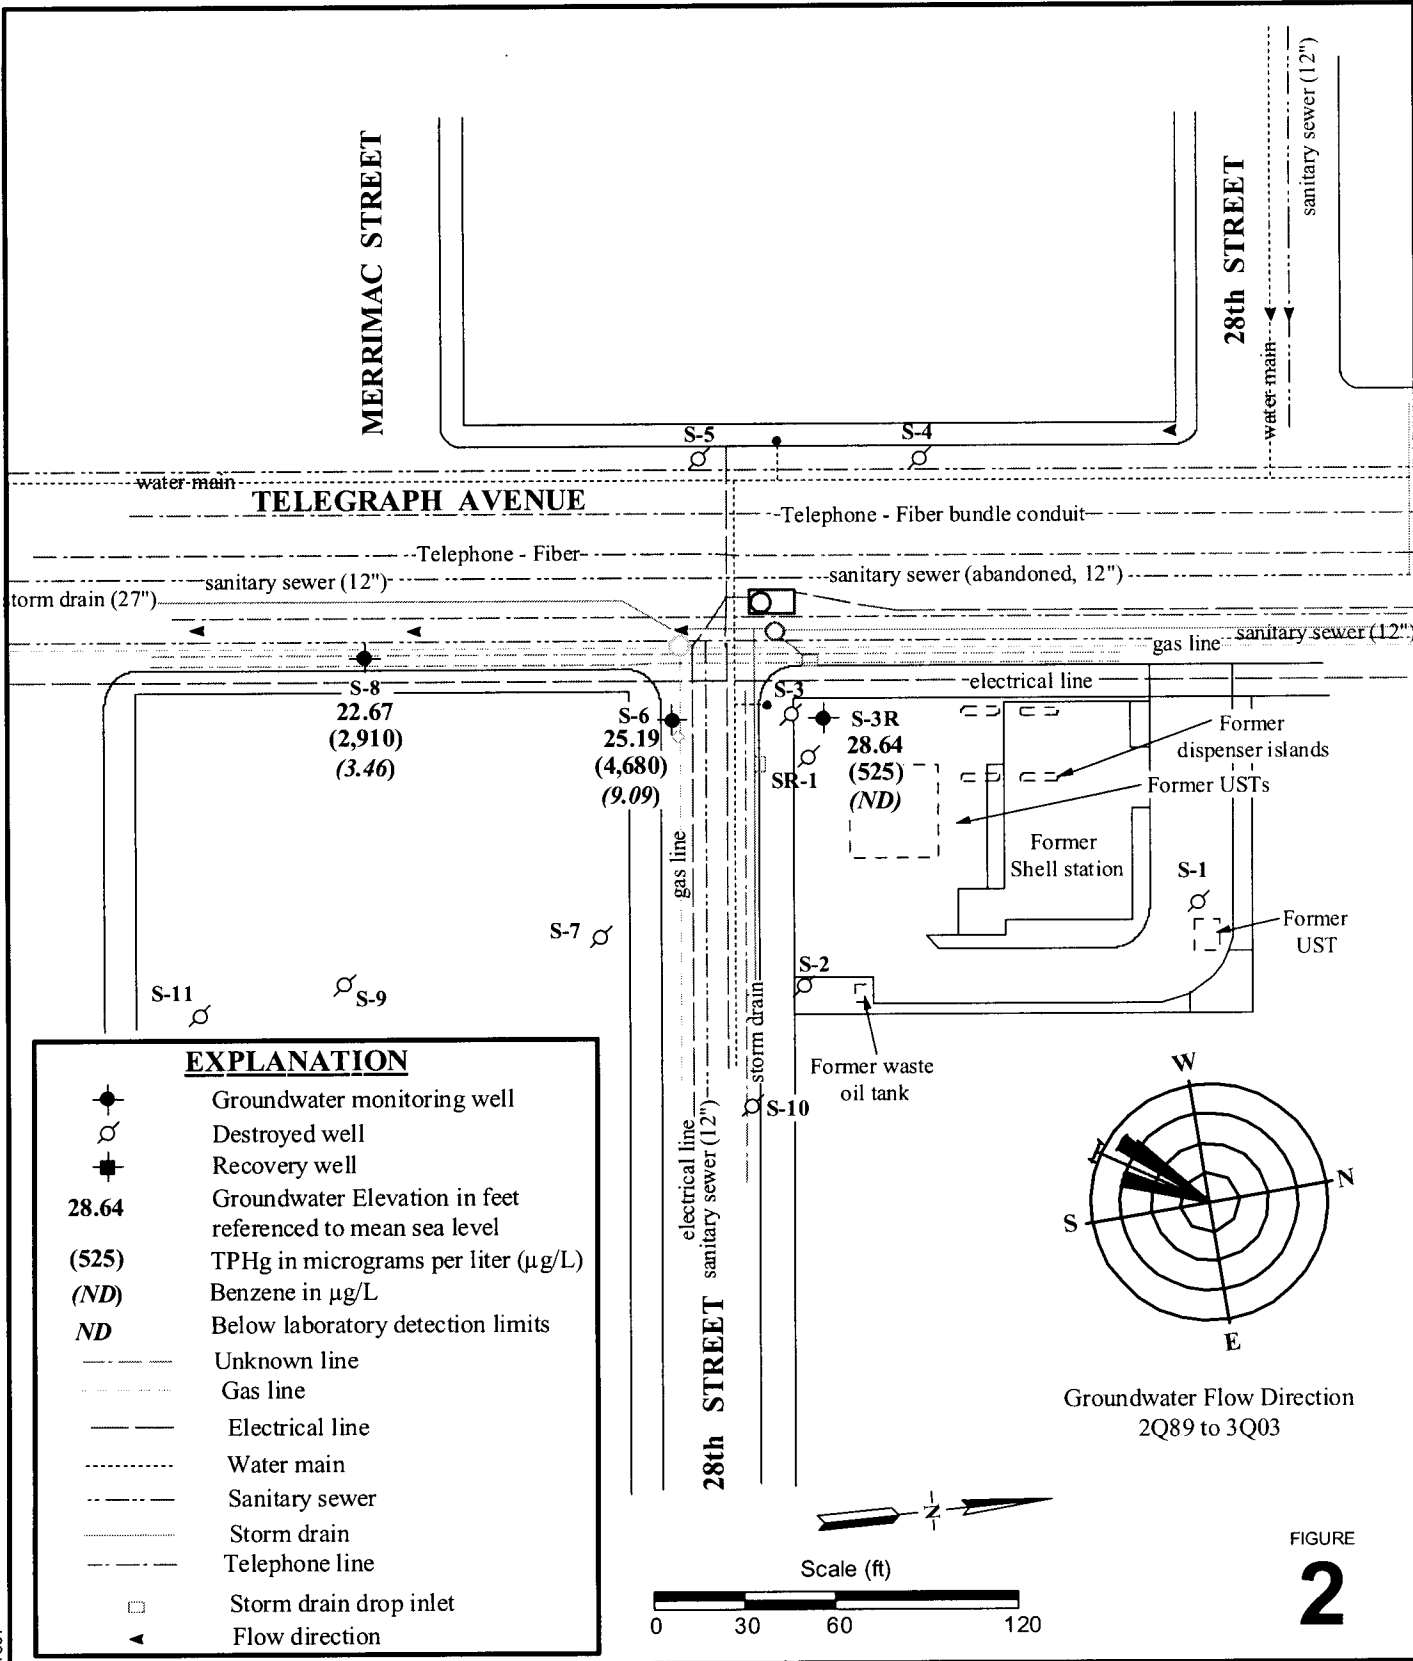 MERRIMAC STREET
28th STREET
sanitary sewer (12")
water main
S-5
S-4
water main
TELEGRAPH AVENUE
Telephone - Fiber bundle conduit
Telephone - Fiber
sanitary sewer (12")
sanitary sewer (abandoned, 12")
torm drain (27")
gas line
sanitary sewer (12")
electrical line
S-8
22.67
(2,910)
(3.46)
S-6
25.19
(4,680)
(9.09)
S-3
S-3R
28.64
(525)
(ND)
SR-1
Former
dispenser islands
Former USTs
Former
Shell station
S-1
Former
UST
gas line
S-7
S-2
S-9
S-11
storm drain
Former waste
oil tank
S-10
electrical line
sanitary sewer (12")
28th STREET
EXPLANATION
Groundwater monitoring well
Destroyed well
Recovery well
28.64
Groundwater Elevation in feet
referenced to mean sea level
(525)
TPHg in micrograms per liter (µg/L)
(ND)
Benzene in µg/L
ND
Below laboratory detection limits
Unknown line
Gas line
Electrical line
Water main
Sanitary sewer
Storm drain
Telephone line
Storm drain drop inlet
Flow direction
W
N
S
E
Groundwater Flow Direction
2Q89 to 3Q03
N
Scale (ft)
0 30 60 120
FIGURE
2